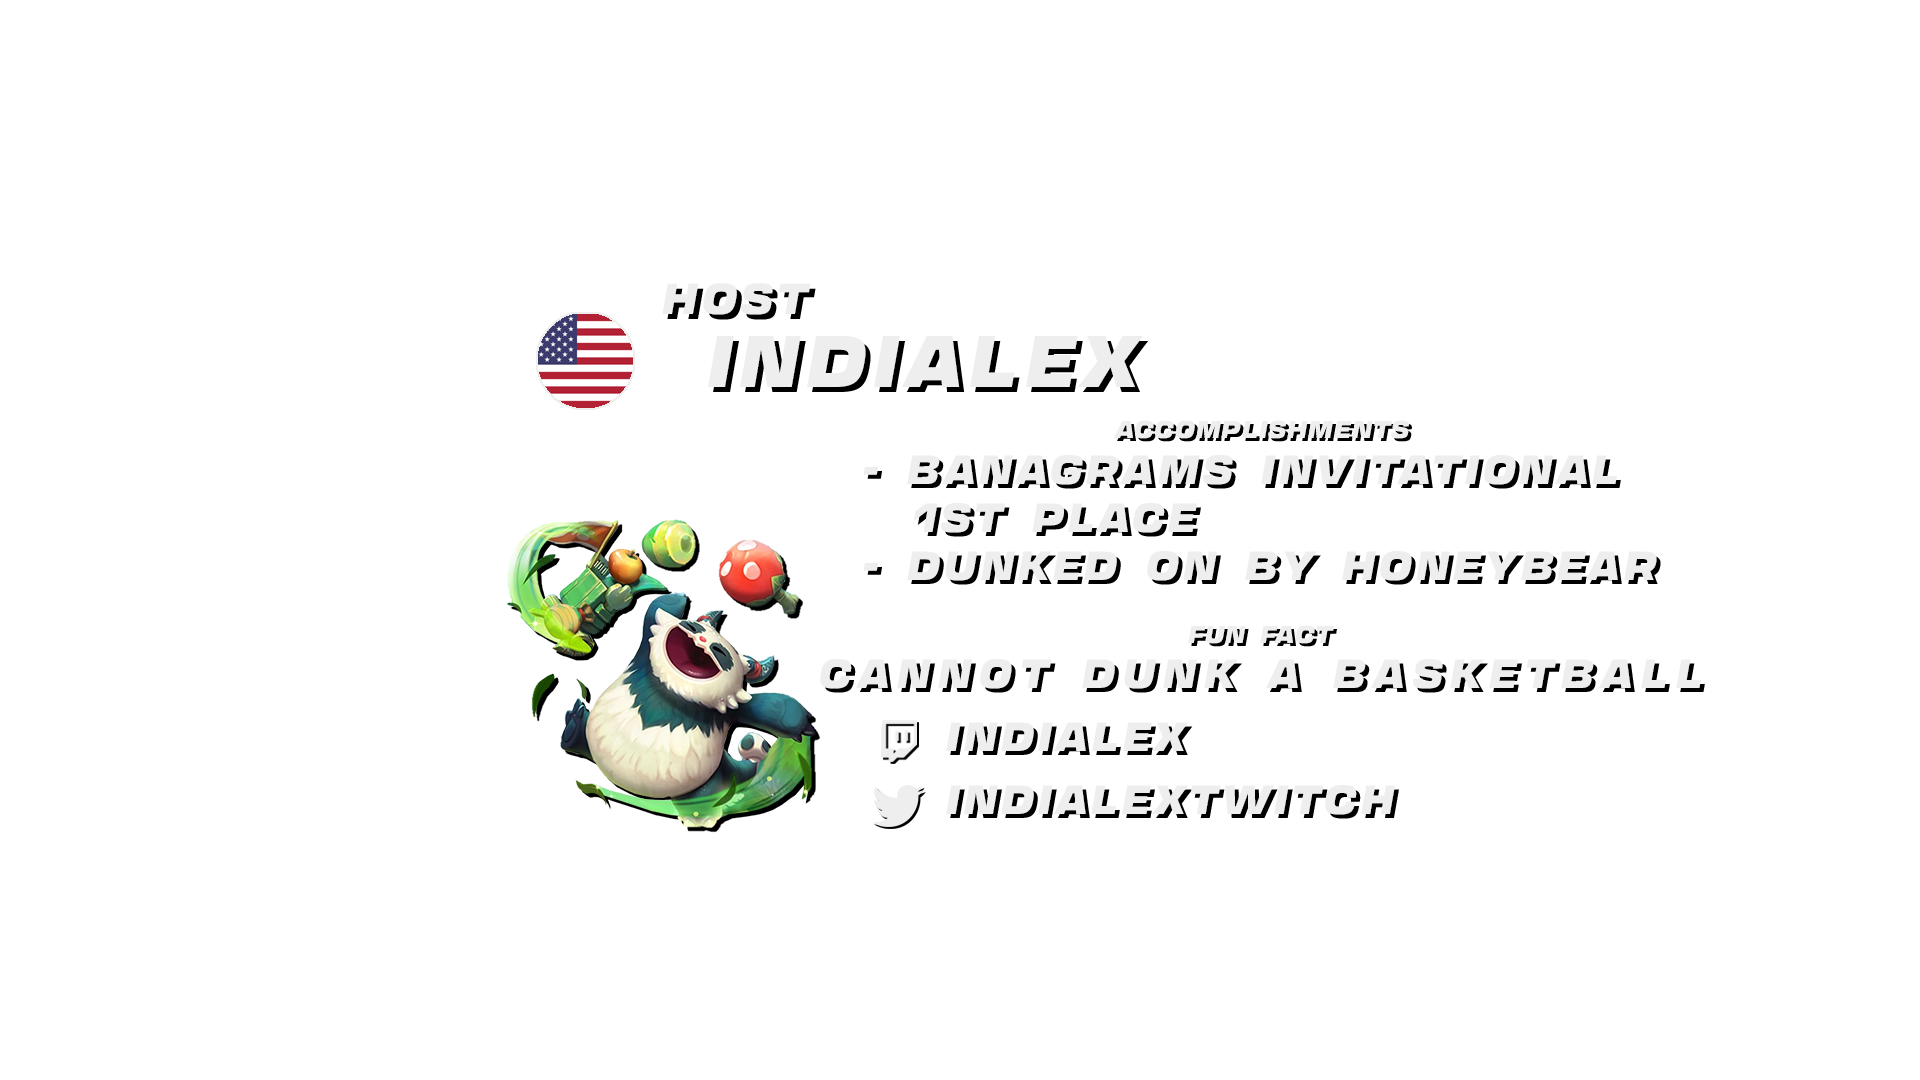 HOST
INDIALEX
ACCOMPLISHMENTS
- BANAGRAMS INVITATIONAL
1ST PLACE
- DUNKED ON BY HONEYBEAR
FUN FACT
CANNOT DUNK A BASKETBALL
INDIALEX
INDIALEXTWITCH